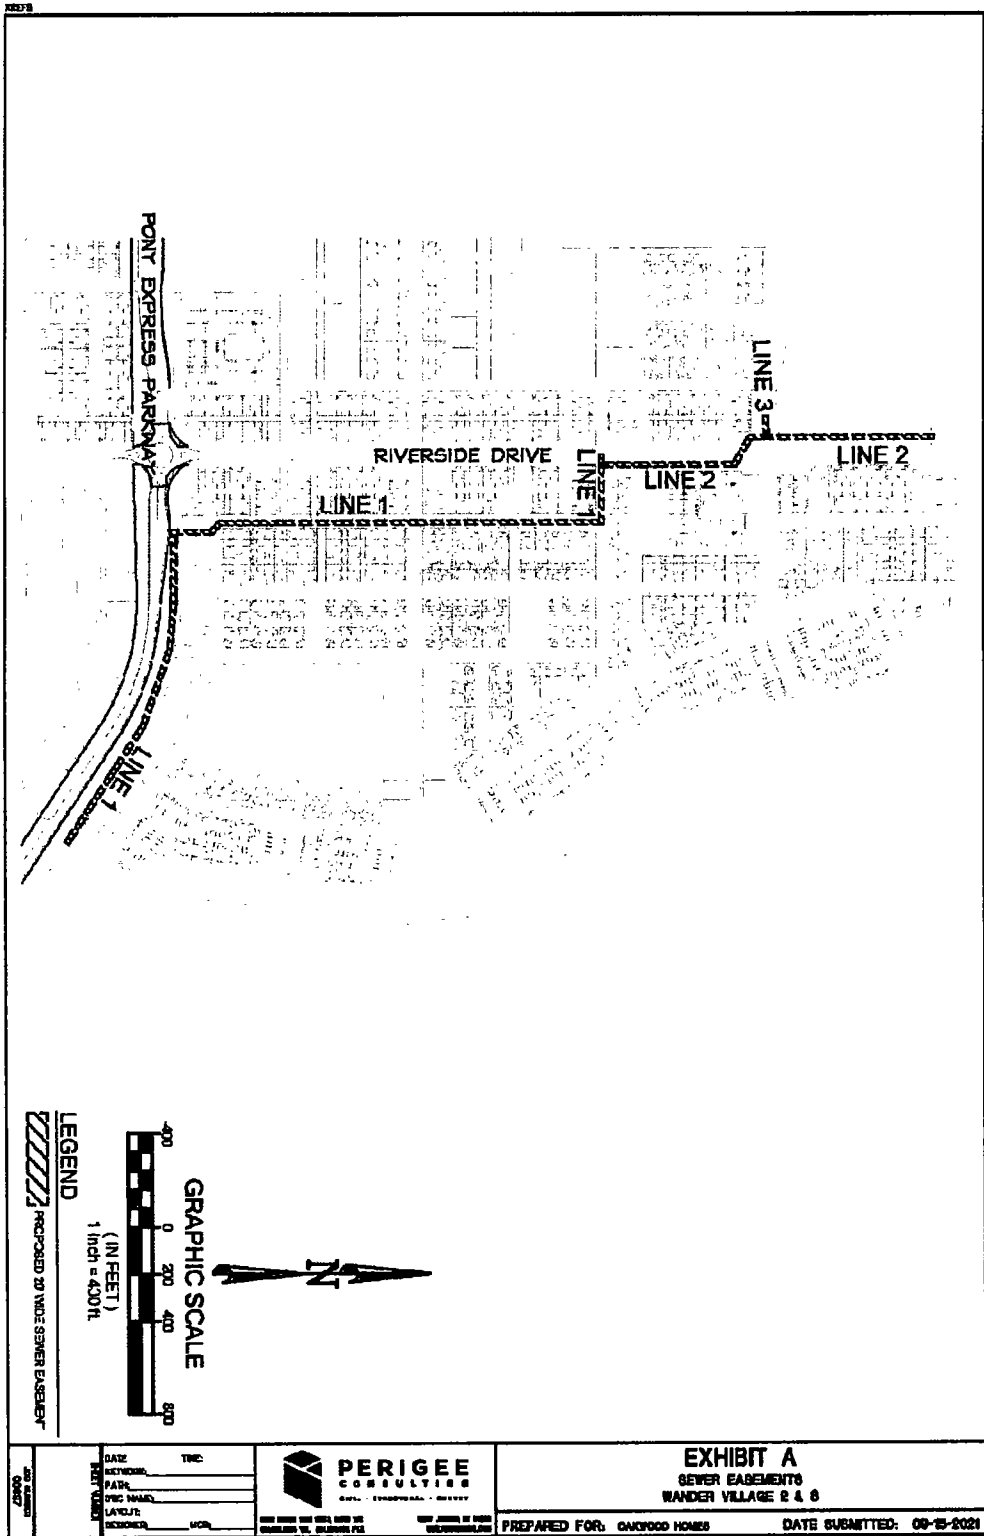 PONY EXPRESS PARKWAY
RIVERSIDE DRIVE
LINE 3
LINE 2
LINE 2
LINE 1
LINE 1
LINE 1
GRAPHIC SCALE
400 0 200 400 800
( IN FEET )
1 inch = 400 ft.
N
LEGEND
PROPOSED 20' WIDE SEWER EASEMENT
DATE: TIME:
PATH:
DWG NAME:
LAYOUT:
DESIGNER:
PERIGEE
CONSULTING
EXHIBIT A
SEWER EASEMENTS
WANDER VILLAGE 2 &
PREPARED FOR: OAKWOOD HOMES
DATE SUBMITTED: 09-15-2021